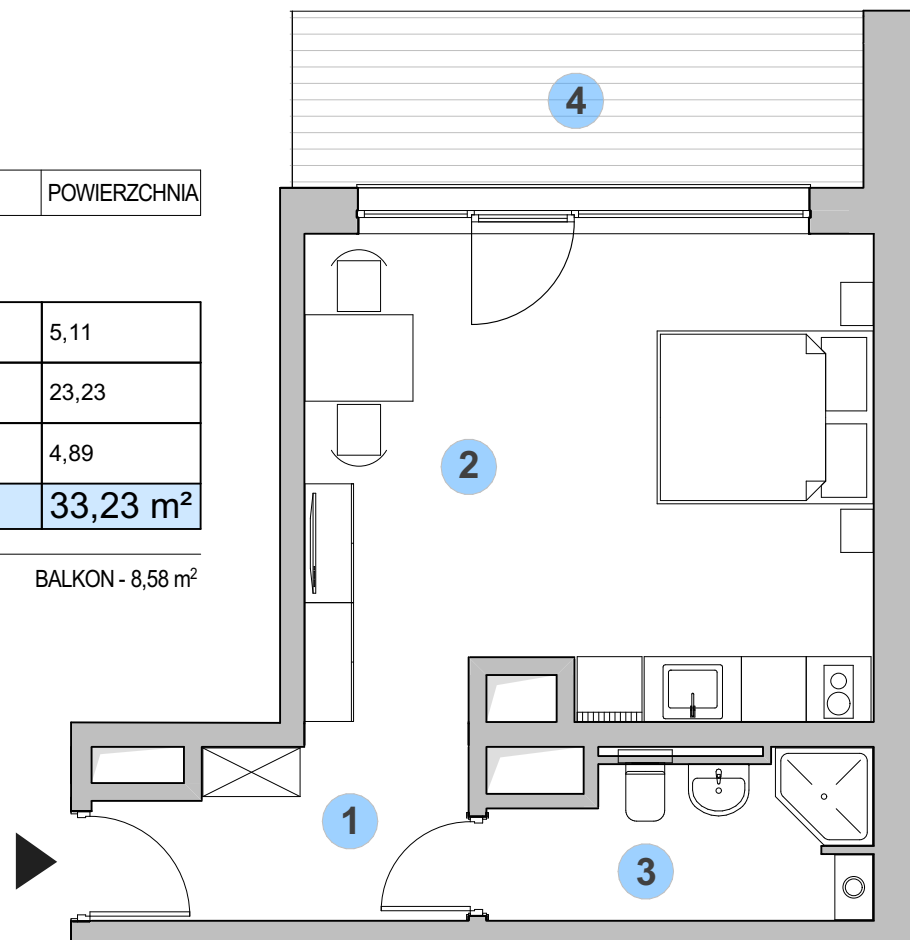 4
POWIERZCHNIA
5,11
23,23
4,89
33,23 m²
BALKON - 8,58 m²
2
1
3